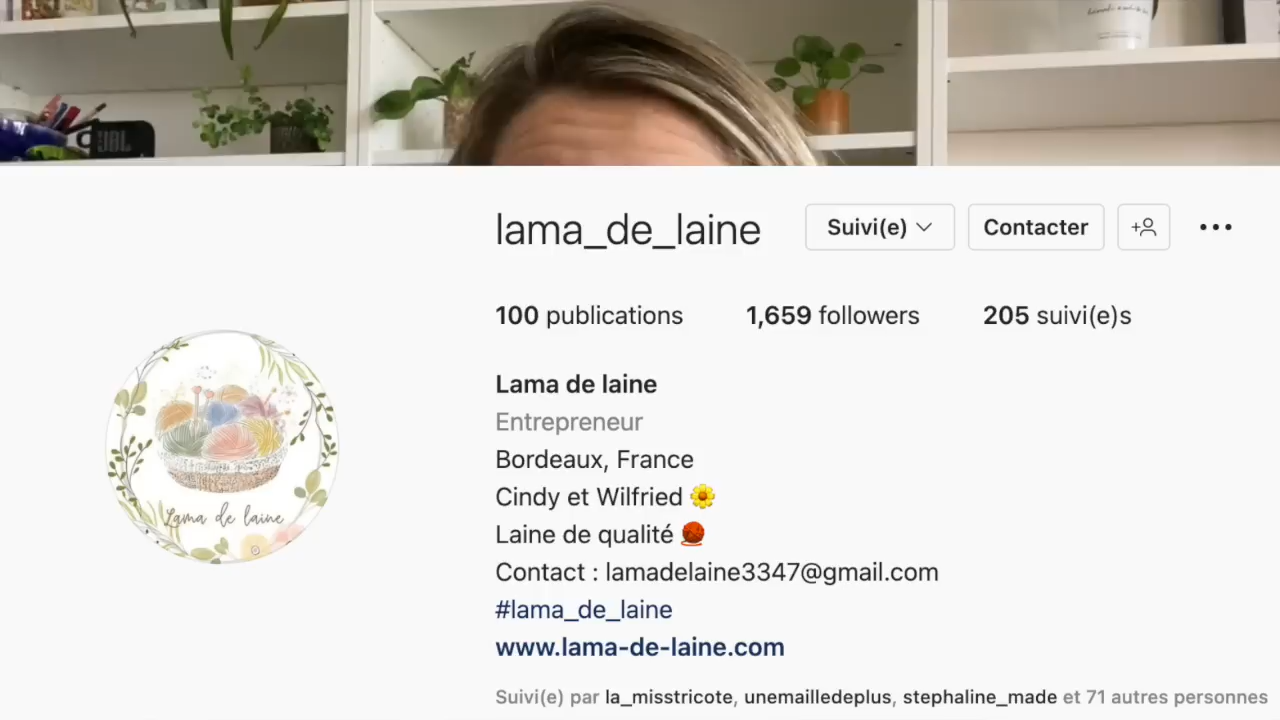 JBL
lama_de_laine
Suivi(e)
Contacter
100 publications
1,659 followers
205 suivi(e)s
Lama de laine
Entrepreneur
Bordeaux, France
Cindy et Wilfried 🌼
Laine de qualité 🧶
Contact : lamadelaine3347@gmail.com
#lama_de_laine
www.lama-de-laine.com
Lama de laine
Suivi(e) par la_misstricote, unemailledeplus, stephaline_made et 71 autres personnes